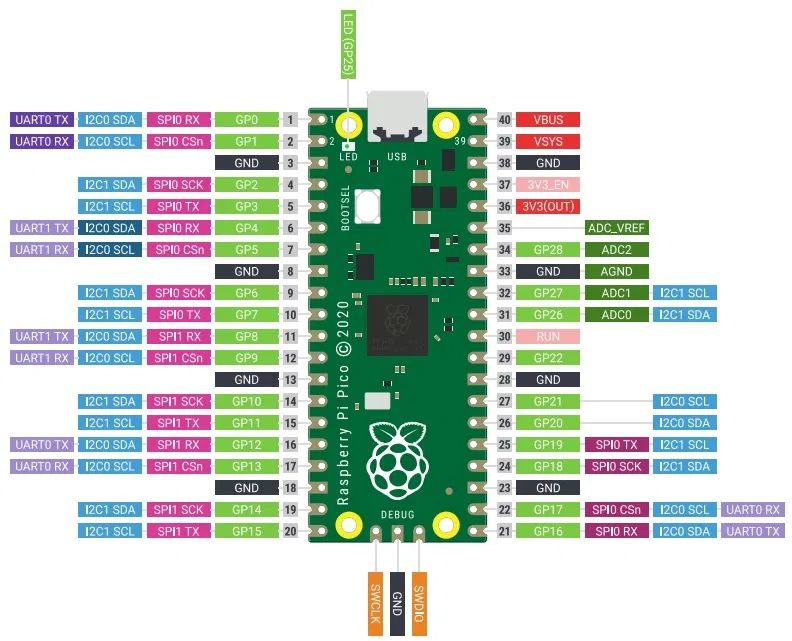 LED (GP25)
UART0 TX I2C0 SDA SPI0 RX GP0 1 1 40 VBUS
UART0 RX I2C0 SCL SPI0 CSn GP1 2 2 39 39 VSYS
LED USB
GND 3 38 GND
I2C1 SDA SPI0 SCK GP2 4 37 3V3_EN
I2C1 SCL SPI0 TX GP3 5 36 3V3(OUT)
BOOTSEL
UART1 TX I2C0 SDA SPI0 RX GP4 6 35 ADC_VREF
UART1 RX I2C0 SCL SPI0 CSn GP5 7 34 GP28 ADC2
GND 8 33 GND AGND
I2C1 SDA SPI0 SCK GP6 9 32 GP27 ADC1 I2C1 SCL
I2C1 SCL SPI0 TX GP7 10 31 GP26 ADC0 I2C1 SDA
UART1 TX I2C0 SDA SPI1 RX GP8 11 30 RUN
UART1 RX I2C0 SCL SPI1 CSn GP9 12 29 GP22
GND 13 28 GND
I2C1 SDA SPI1 SCK GP10 14 27 GP21 I2C0 SCL
I2C1 SCL SPI1 TX GP11 15 26 GP20 I2C0 SDA
UART0 TX I2C0 SDA SPI1 RX GP12 16 25 GP19 SPI0 TX I2C1 SCL
UART0 RX I2C0 SCL SPI1 CSn GP13 17 24 GP18 SPI0 SCK I2C1 SDA
Raspberry Pi Pico © 2020
GND 18 23 GND
I2C1 SDA SPI1 SCK GP14 19 22 GP17 SPI0 CSn I2C0 SCL UART0 RX
DEBUG
I2C1 SCL SPI1 TX GP15 20 21 GP16 SPI0 RX I2C0 SDA UART0 TX
SWCLK
GND
SWDIO